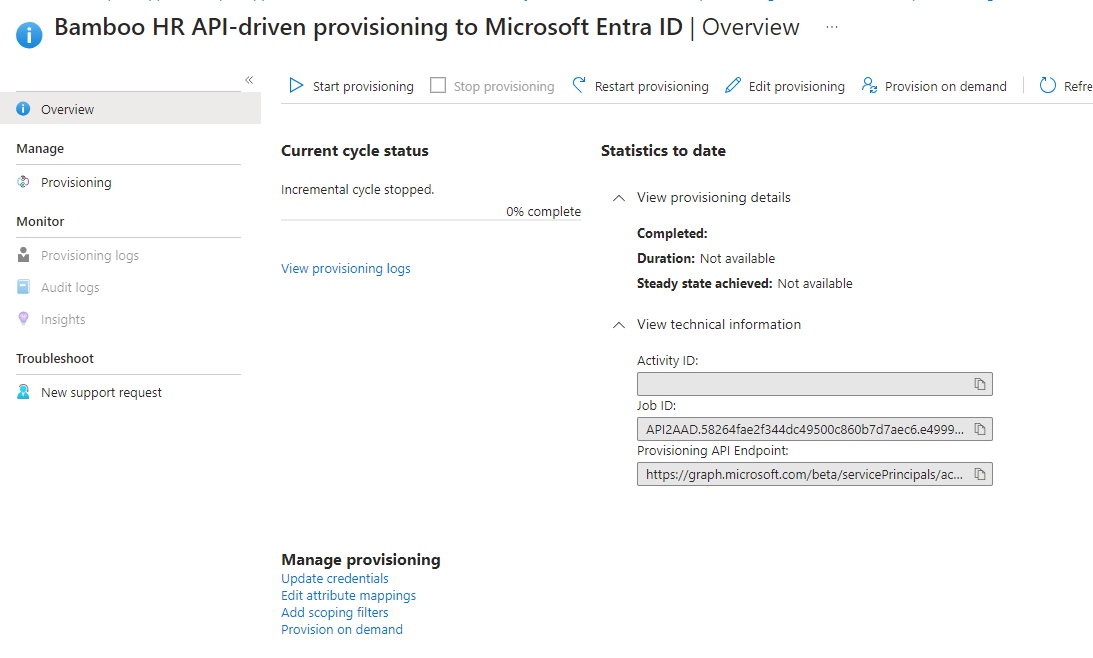 Bamboo HR API-driven provisioning to Microsoft Entra ID | Overview ...
Overview
Manage
Provisioning
Monitor
Provisioning logs
Audit logs
Insights
Troubleshoot
New support request
Start provisioning
Stop provisioning
Restart provisioning
Edit provisioning
Provision on demand
Refre
Current cycle status
Incremental cycle stopped.
0% complete
View provisioning logs
Statistics to date
View provisioning details
Completed:
Duration: Not available
Steady state achieved: Not available
View technical information
Activity ID:
Job ID:
API2AAD.58264fae2f344dc49500c860b7d7aec6.e4999...
Provisioning API Endpoint:
https://graph.microsoft.com/beta/servicePrincipals/ac...
Manage provisioning
Update credentials
Edit attribute mappings
Add scoping filters
Provision on demand